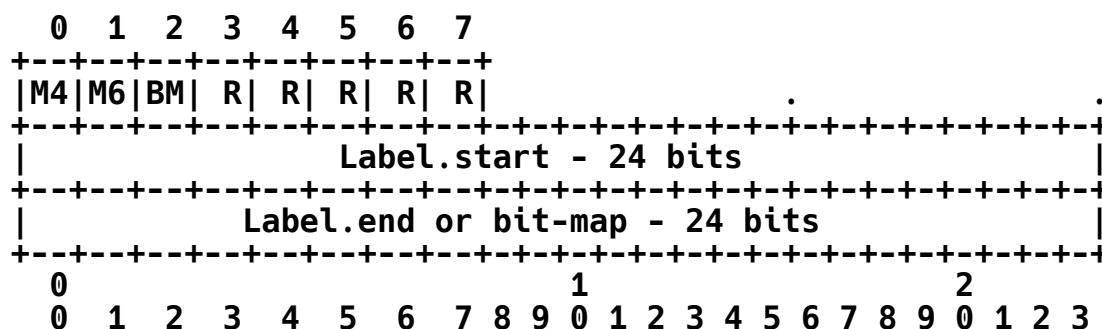 0  1  2  3  4  5  6  7
+--+--+--+--+--+--+--+--+
|M4|M6|BM| R| R| R| R| R|               .               .
+--+--+--+--+--+--+--+--+-+-+-+-+-+-+-+-+-+-+-+-+-+-+-+-+
|                Label.start - 24 bits                  |
+--+--+--+--+--+--+--+--+-+-+-+-+-+-+-+-+-+-+-+-+-+-+-+-+
|           Label.end or bit-map - 24 bits              |
+--+--+--+--+--+--+--+--+-+-+-+-+-+-+-+-+-+-+-+-+-+-+-+-+
  0                          1                   2
  0  1  2  3  4  5  6  7 8 9 0 1 2 3 4 5 6 7 8 9 0 1 2 3